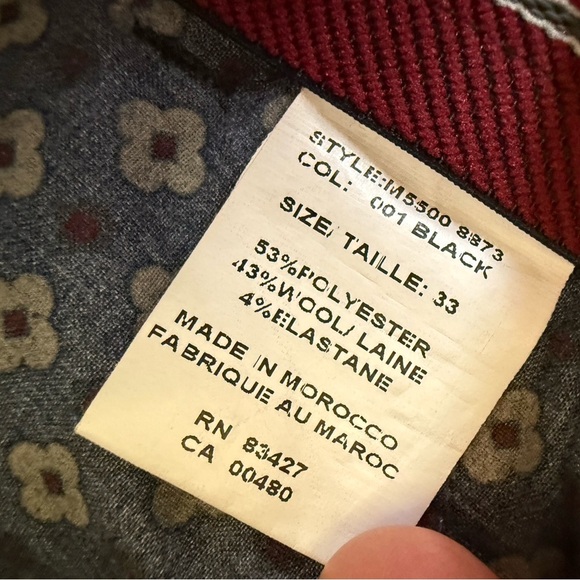 STYLE:M5500 8873
COL: 001 BLACK
SIZE/ TAILLE: 33
53%POLYESTER
43%WOOL/ LAINE
4%ELASTANE
MADE IN MOROCCO
FABRIQUE AU MAROC
RN 83427
CA 00480